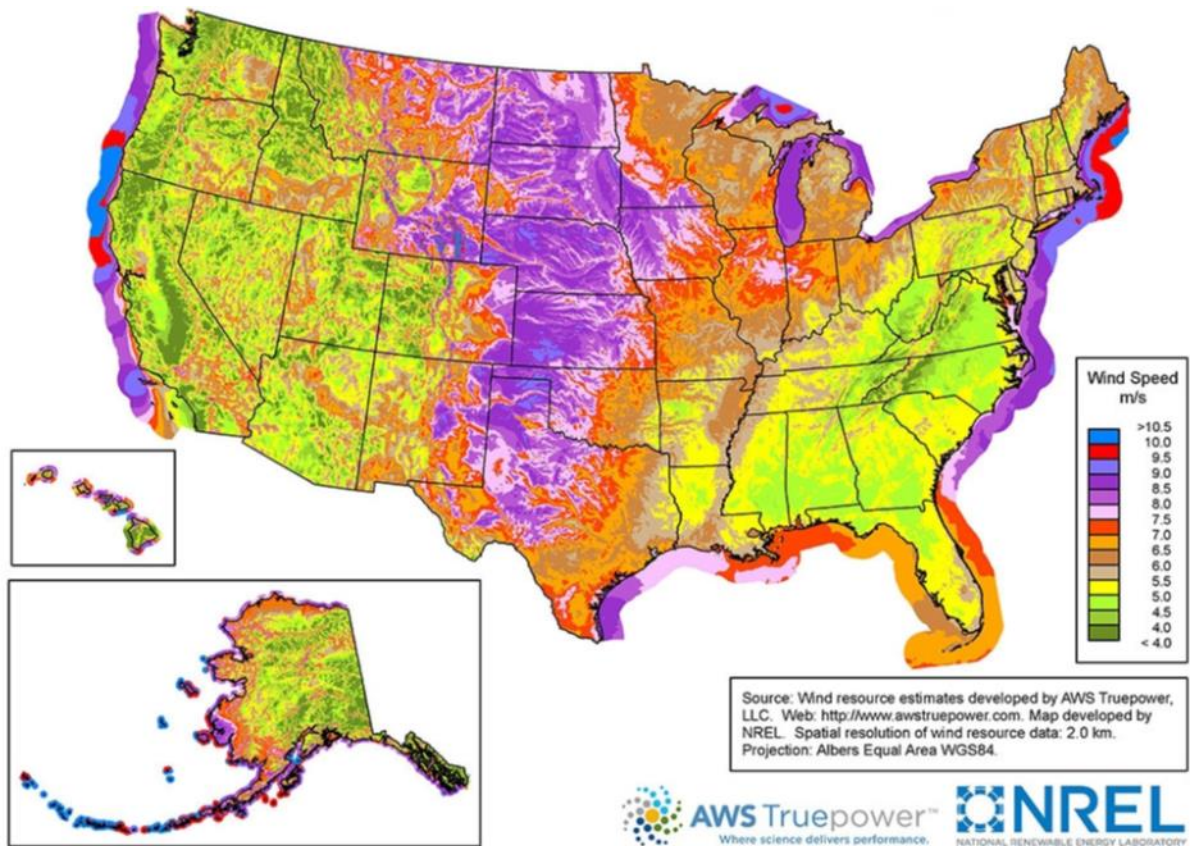 Wind Speed
m/s
>10.5
10.0
9.5
9.0
8.5
8.0
7.5
7.0
6.5
6.0
5.5
5.0
4.5
4.0
< 4.0
Source: Wind resource estimates developed by AWS Truepower,
LLC. Web: http://www.awstruepower.com. Map developed by
NREL. Spatial resolution of wind resource data: 2.0 km.
Projection: Albers Equal Area WGS84.
AWS Truepower™
Where science delivers performance.
NREL
NATIONAL RENEWABLE ENERGY LABORATORY